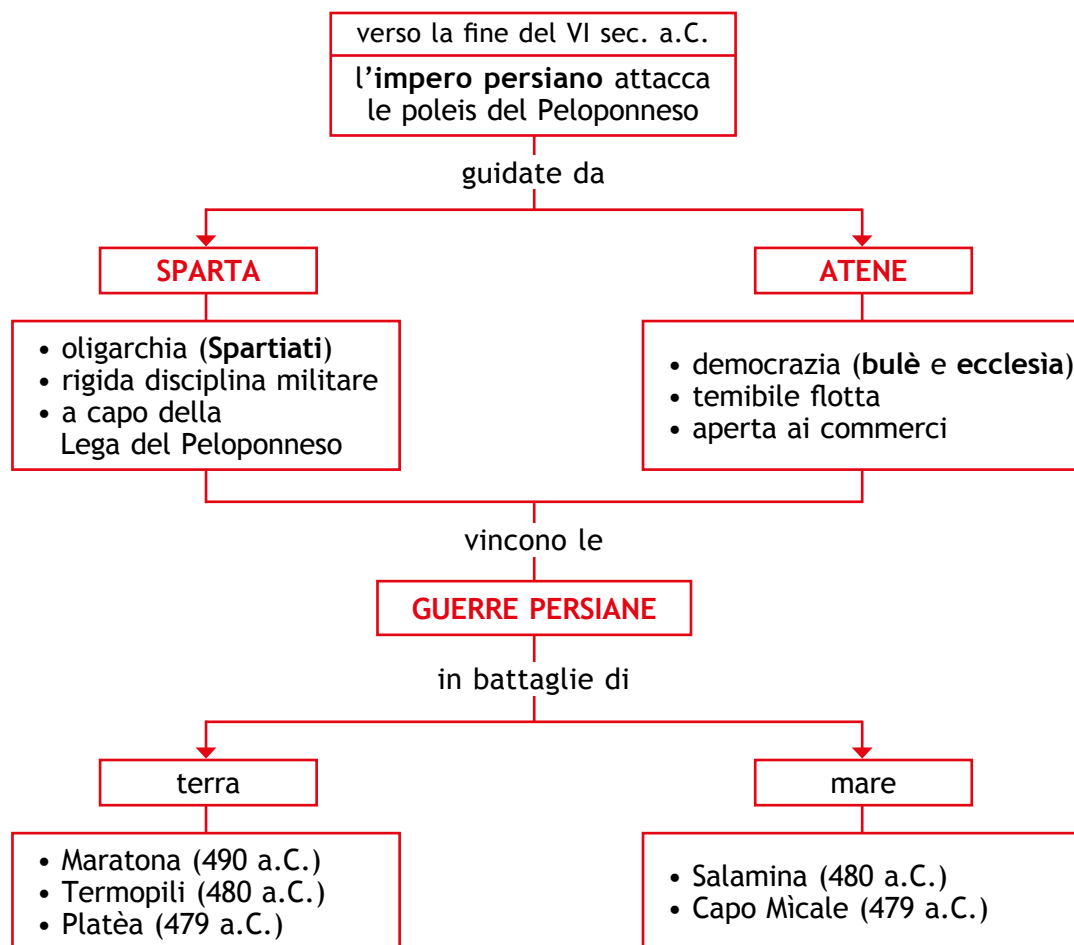 verso la fine del VI sec. a.C.
l’impero persiano attacca
le poleis del Peloponneso
guidate da
SPARTA
• oligarchia (Spartiati)
• rigida disciplina militare
• a capo della
Lega del Peloponneso
ATENE
• democrazia (bulè e ecclesìa)
• temibile flotta
• aperta ai commerci
vincono le
GUERRE PERSIANE
in battaglie di
terra
• Maratona (490 a.C.)
• Termopili (480 a.C.)
• Platèa (479 a.C.)
mare
• Salamina (480 a.C.)
• Capo Mìcale (479 a.C.)